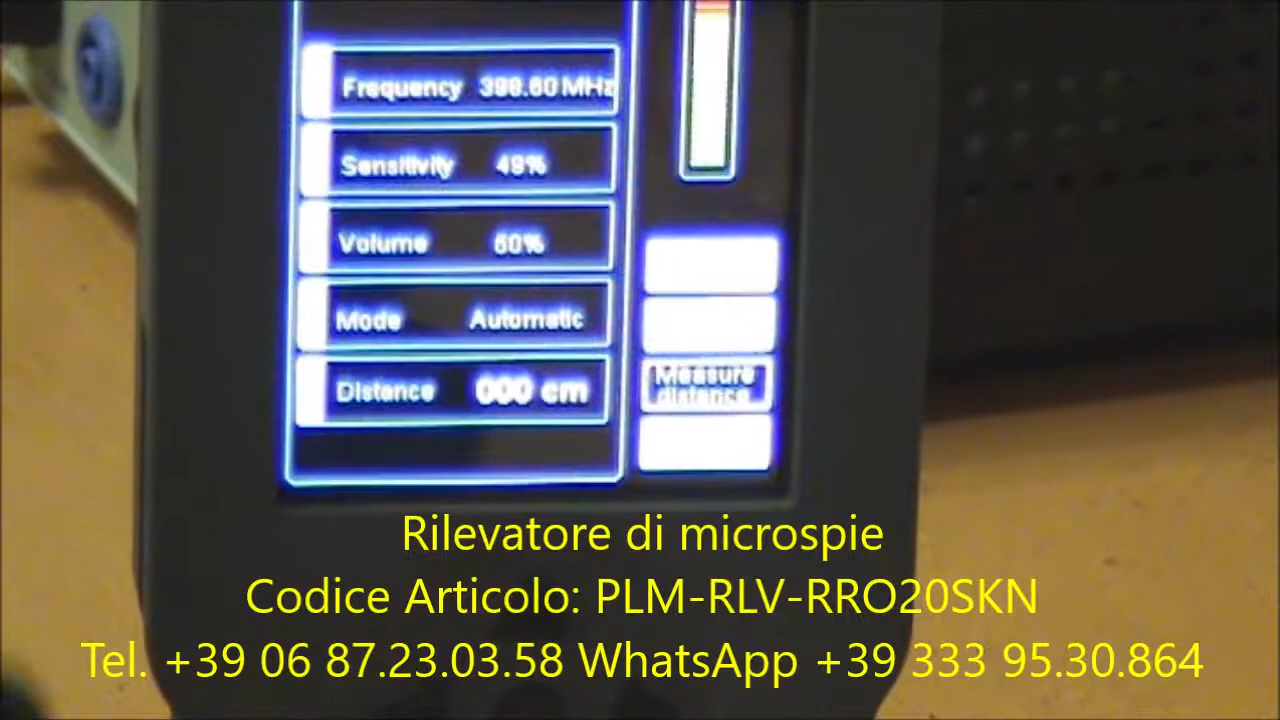 Frequency 398.60 MHz
Sensitivity 49%
Volume 50%
Mode Automatic
Distance 000 cm
Measure
distance
Rilevatore di microspie
Codice Articolo: PLM-RLV-RRO20SKN
Tel. +39 06 87.23.03.58 WhatsApp +39 333 95.30.864